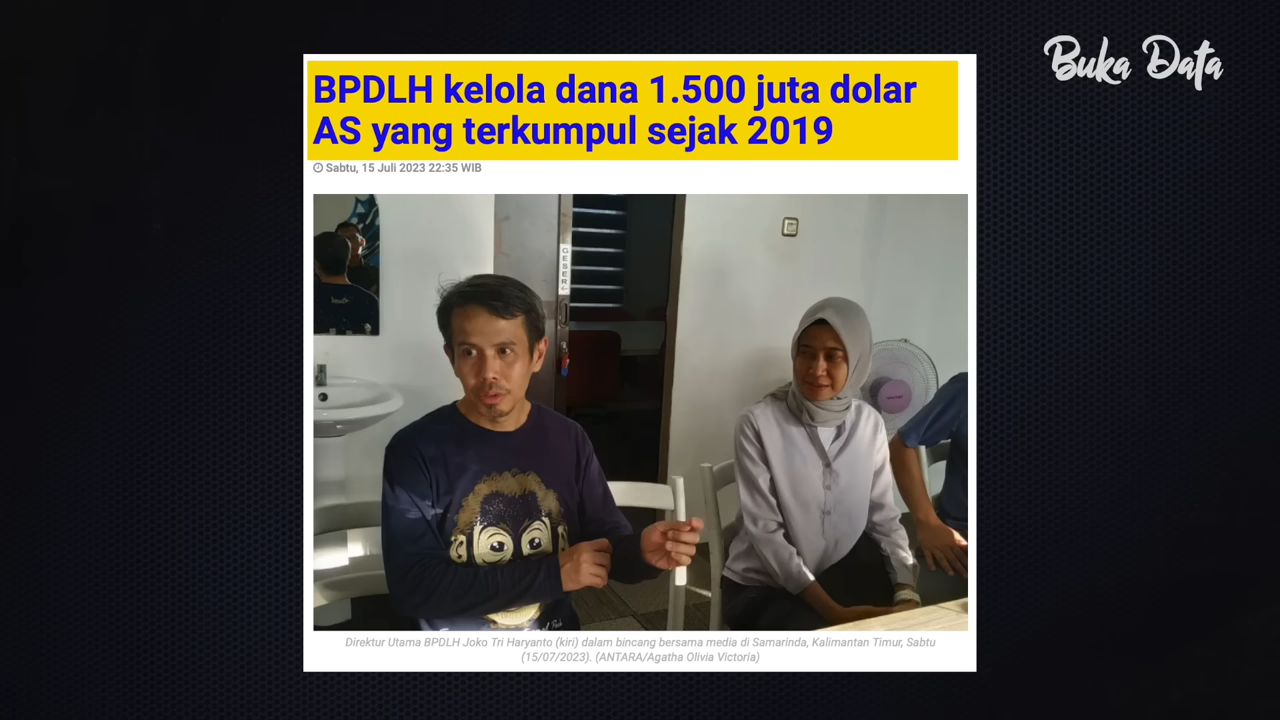 Buka Data
BPDLH kelola dana 1.500 juta dolar
AS yang terkumpul sejak 2019
Sabtu, 15 Juli 2023 22:35 WIB
GESER
Direktur Utama BPDLH Joko Tri Haryanto (kiri) dalam bincang bersama media di Samarinda, Kalimantan Timur, Sabtu
(15/07/2023). (ANTARA/Agatha Olivia Victoria)